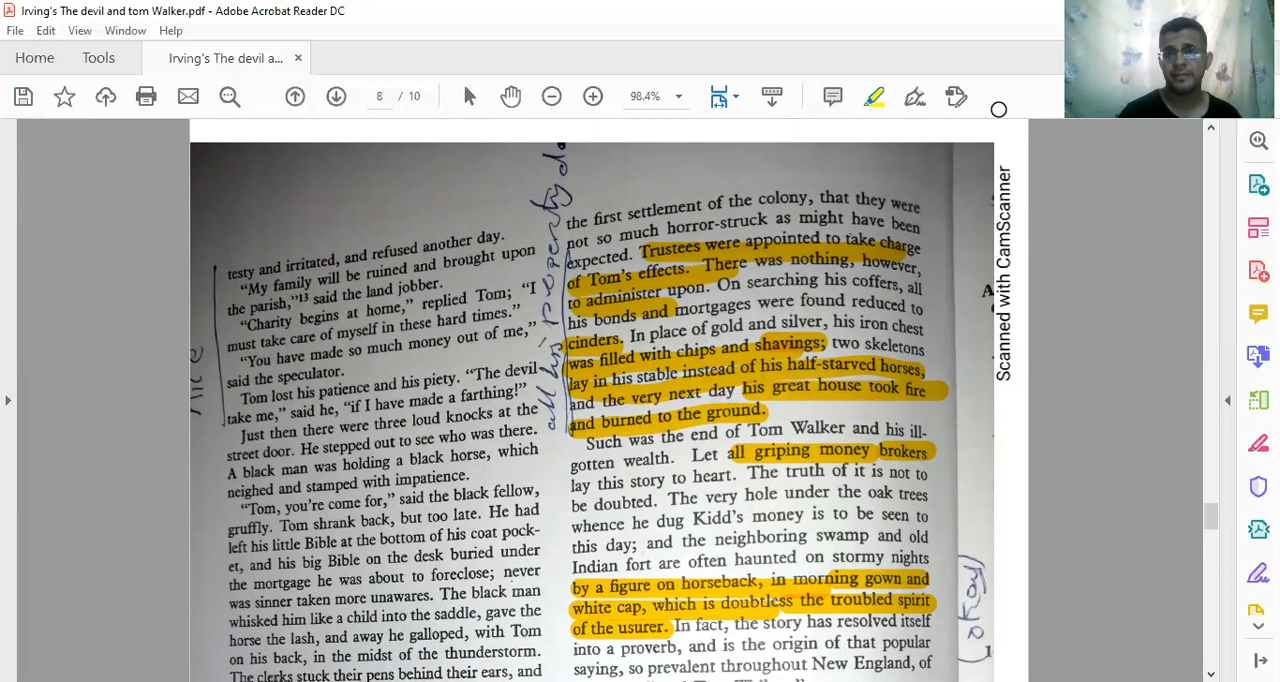 Irving's The devil and tom Walker.pdf - Adobe Acrobat Reader DC
File Edit View Window Help
Home Tools Irving's The devil a... ×
8 / 10 98.4%
testy and irritated, and refused another day.
"My family will be ruined and brought upon
the parish,"13 said the land jobber.
"Charity begins at home," replied Tom; "I
must take care of myself in these hard times."
"You have made so much money out of me,"
said the speculator.
Tom lost his patience and his piety. "The devil
take me," said he, "if I have made a farthing!"
Just then there were three loud knocks at the
street door. He stepped out to see who was there.
A black man was holding a black horse, which
neighed and stamped with impatience.
"Tom, you're come for," said the black fellow,
gruffly. Tom shrank back, but too late. He had
left his little Bible at the bottom of his coat pock-
et, and his big Bible on the desk buried under
the mortgage he was about to foreclose; never
was sinner taken more unawares. The black man
whisked him like a child into the saddle, gave the
horse the lash, and away he galloped, with Tom
on his back, in the midst of the thunderstorm.
The clerks stuck their pens behind their ears, and
all his property
the first settlement of the colony, that they were
not so much horror-struck as might have been
expected. Trustees were appointed to take charge
of Tom's effects. There was nothing, however,
to administer upon. On searching his coffers, all
his bonds and mortgages were found reduced to
cinders. In place of gold and silver, his iron chest
was filled with chips and shavings; two skeletons
lay in his stable instead of his half-starved horses,
and the very next day his great house took fire
and burned to the ground.
Such was the end of Tom Walker and his ill-
gotten wealth. Let all griping money brokers
lay this story to heart. The truth of it is not to
be doubted. The very hole under the oak trees
whence he dug Kidd's money is to be seen to
this day; and the neighboring swamp and old
Indian fort are often haunted on stormy nights
by a figure on horseback, in morning gown and
white cap, which is doubtless the troubled spirit
of the usurer. In fact, the story has resolved itself
into a proverb, and is the origin of that popular
saying, so prevalent throughout New England, of
(okay)
Scanned with CamScanner